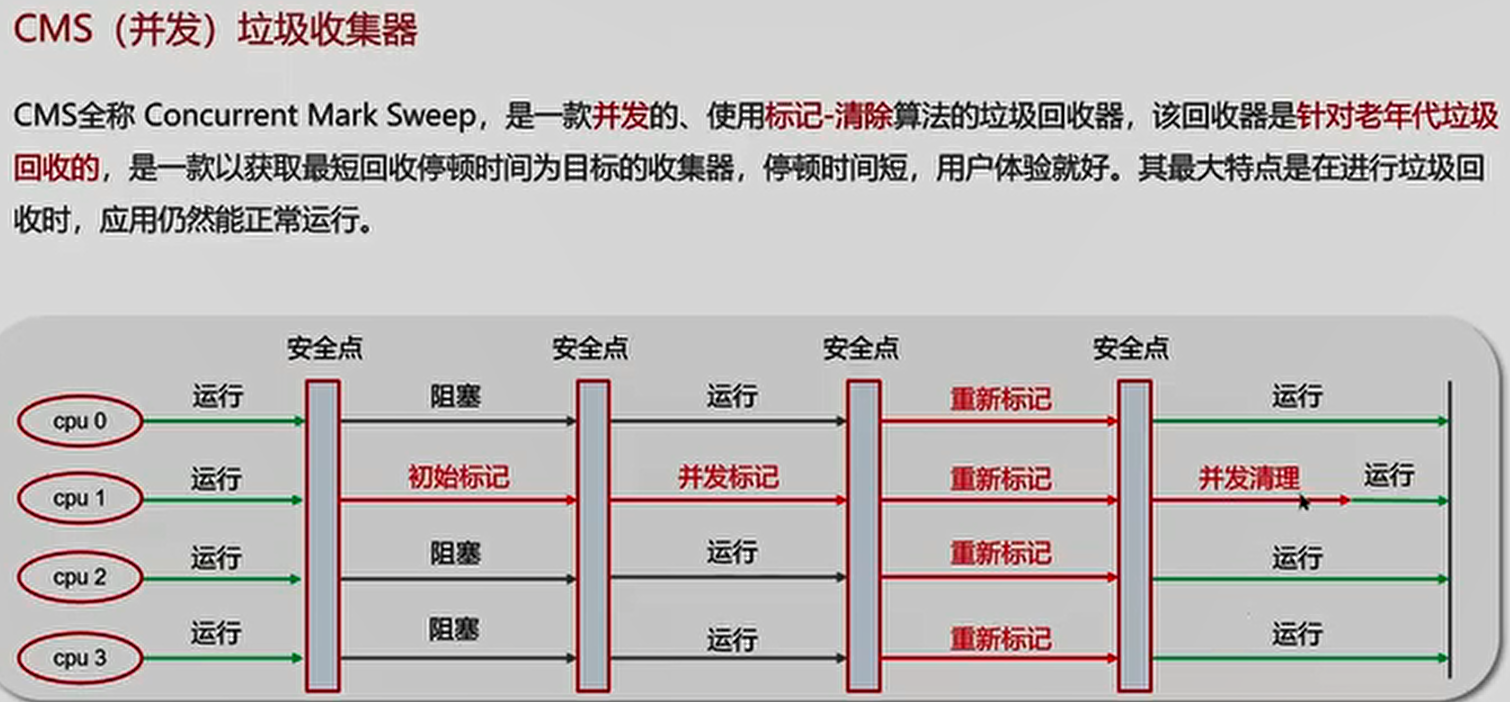 CMS（并发）垃圾收集器
CMS全称 Concurrent Mark Sweep，是一款并发的、使用标记-清除算法的垃圾回收器，该回收器是针对老年代垃圾
回收的，是一款以获取最短回收停顿时间为目标的收集器，停顿时间短，用户体验就好。其最大特点是在进行垃圾回
收时，应用仍然能正常运行。
安全点 安全点 安全点 安全点
cpu 0 运行 阻塞 运行 重新标记 运行
cpu 1 运行 初始标记 并发标记 重新标记 并发清理 运行
cpu 2 运行 阻塞 运行 重新标记 运行
cpu 3 运行 阻塞 运行 重新标记 运行